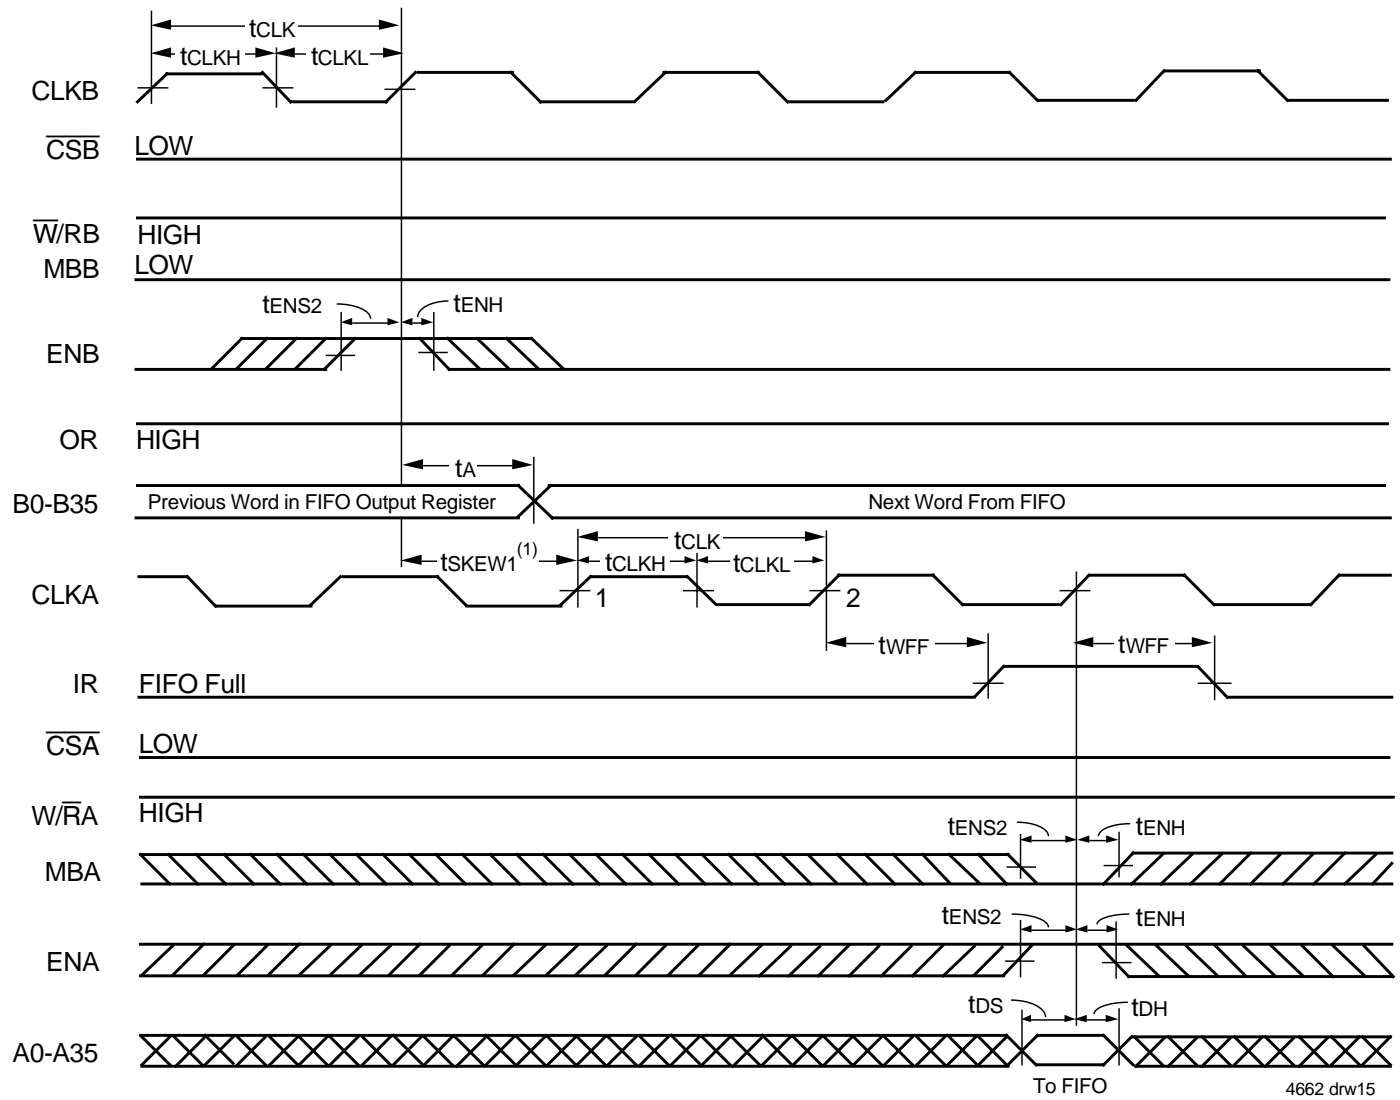 tCLK
tCLKH tCLKL
CLKB
CSB LOW
W/RB HIGH
MBB LOW
tENS2 tENH
ENB
OR HIGH
tA
B0-B35 Previous Word in FIFO Output Register Next Word From FIFO
tCLK
tSKEW1(1) tCLKH tCLKL
CLKA 1 2
tWFF tWFF
IR FIFO Full
CSA LOW
W/RA HIGH
tENS2 tENH
MBA
tENS2 tENH
ENA
tDS tDH
A0-A35
To FIFO
4662 drw15